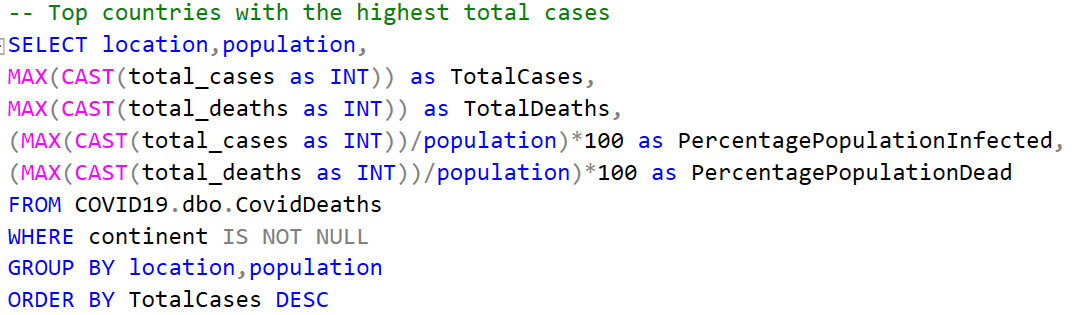 -- Top countries with the highest total cases
SELECT location,population,
MAX(CAST(total_cases as INT)) as TotalCases,
MAX(CAST(total_deaths as INT)) as TotalDeaths,
(MAX(CAST(total_cases as INT))/population)*100 as PercentagePopulationInfected,
(MAX(CAST(total_deaths as INT))/population)*100 as PercentagePopulationDead
FROM COVID19.dbo.CovidDeaths
WHERE continent IS NOT NULL
GROUP BY location,population
ORDER BY TotalCases DESC